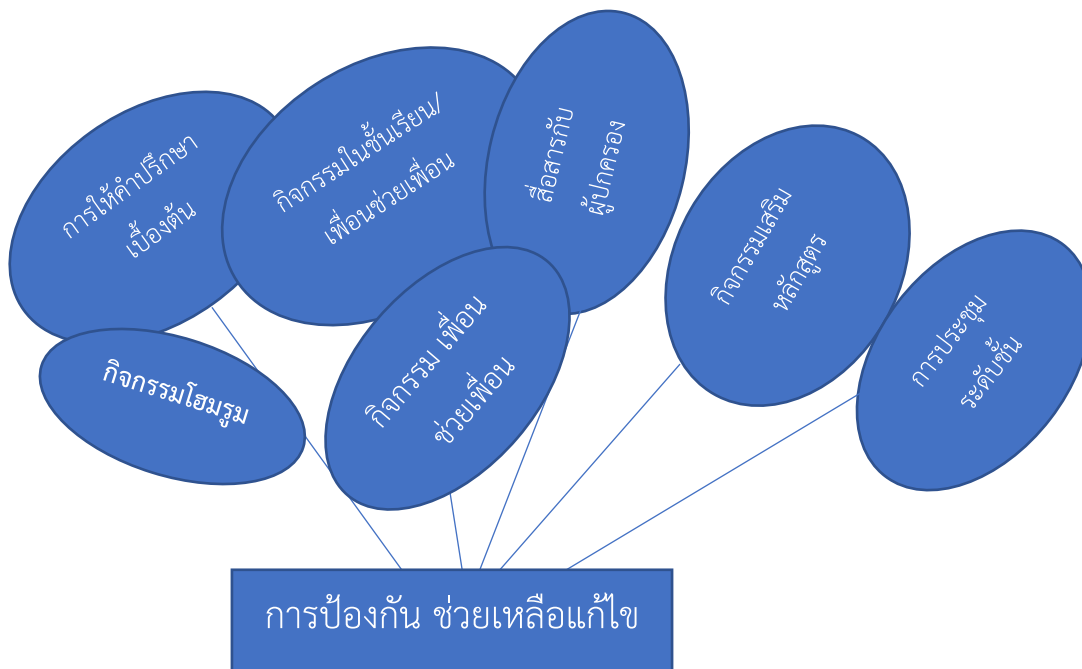 การให้คำปรึกษา
เบื้องต้น
กิจกรรมในชั้นเรียน/
เพื่อนช่วยเพื่อน
สื่อสารกับ
ผู้ปกครอง
กิจกรรมเสริม
หลักสูตร
การประชุม
ระดับชั้น
กิจกรรมโฮมรูม
กิจกรรม เพื่อน
ช่วยเพื่อน
การป้องกัน ช่วยเหลือแก้ไข